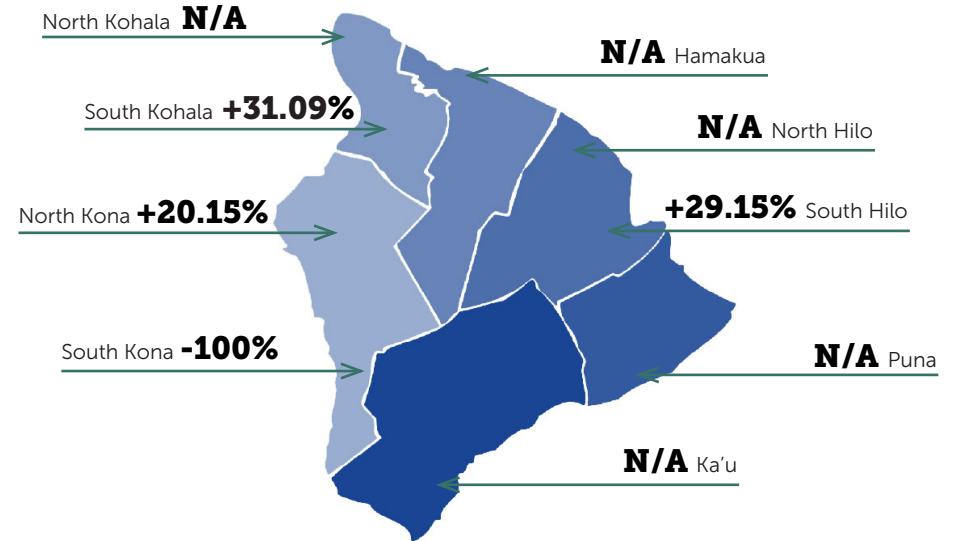 North Kohala N/A
N/A Hamakua
South Kohala +31.09%
N/A North Hilo
North Kona +20.15%
+29.15% South Hilo
South Kona -100%
N/A Puna
N/A Ka’u